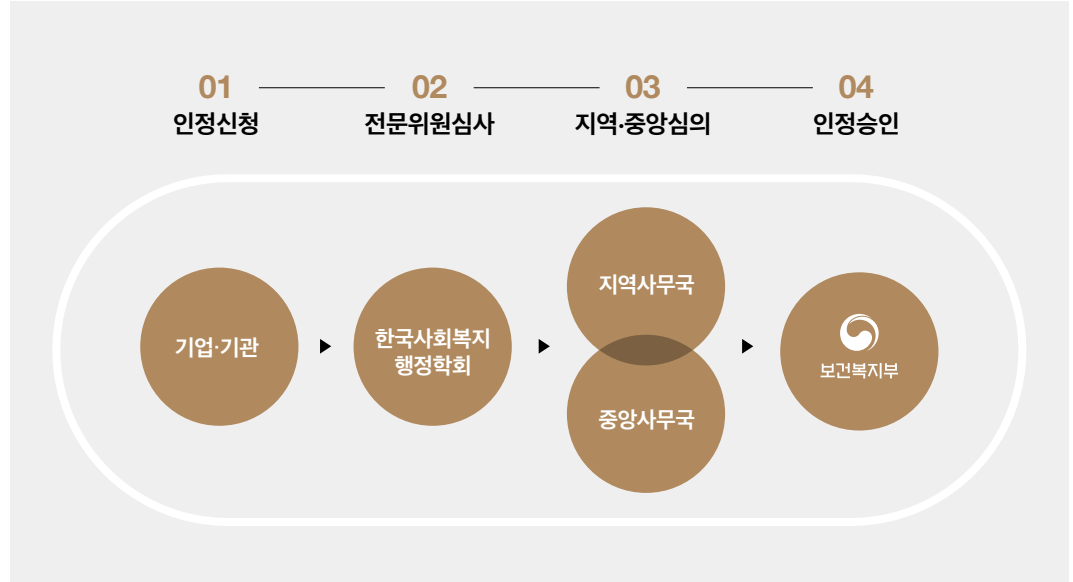 01
인정신청
02
전문위원심사
03
지역·중앙심의
04
인정승인
기업·기관
한국사회복지
행정학회
지역사무국
중앙사무국
보건복지부